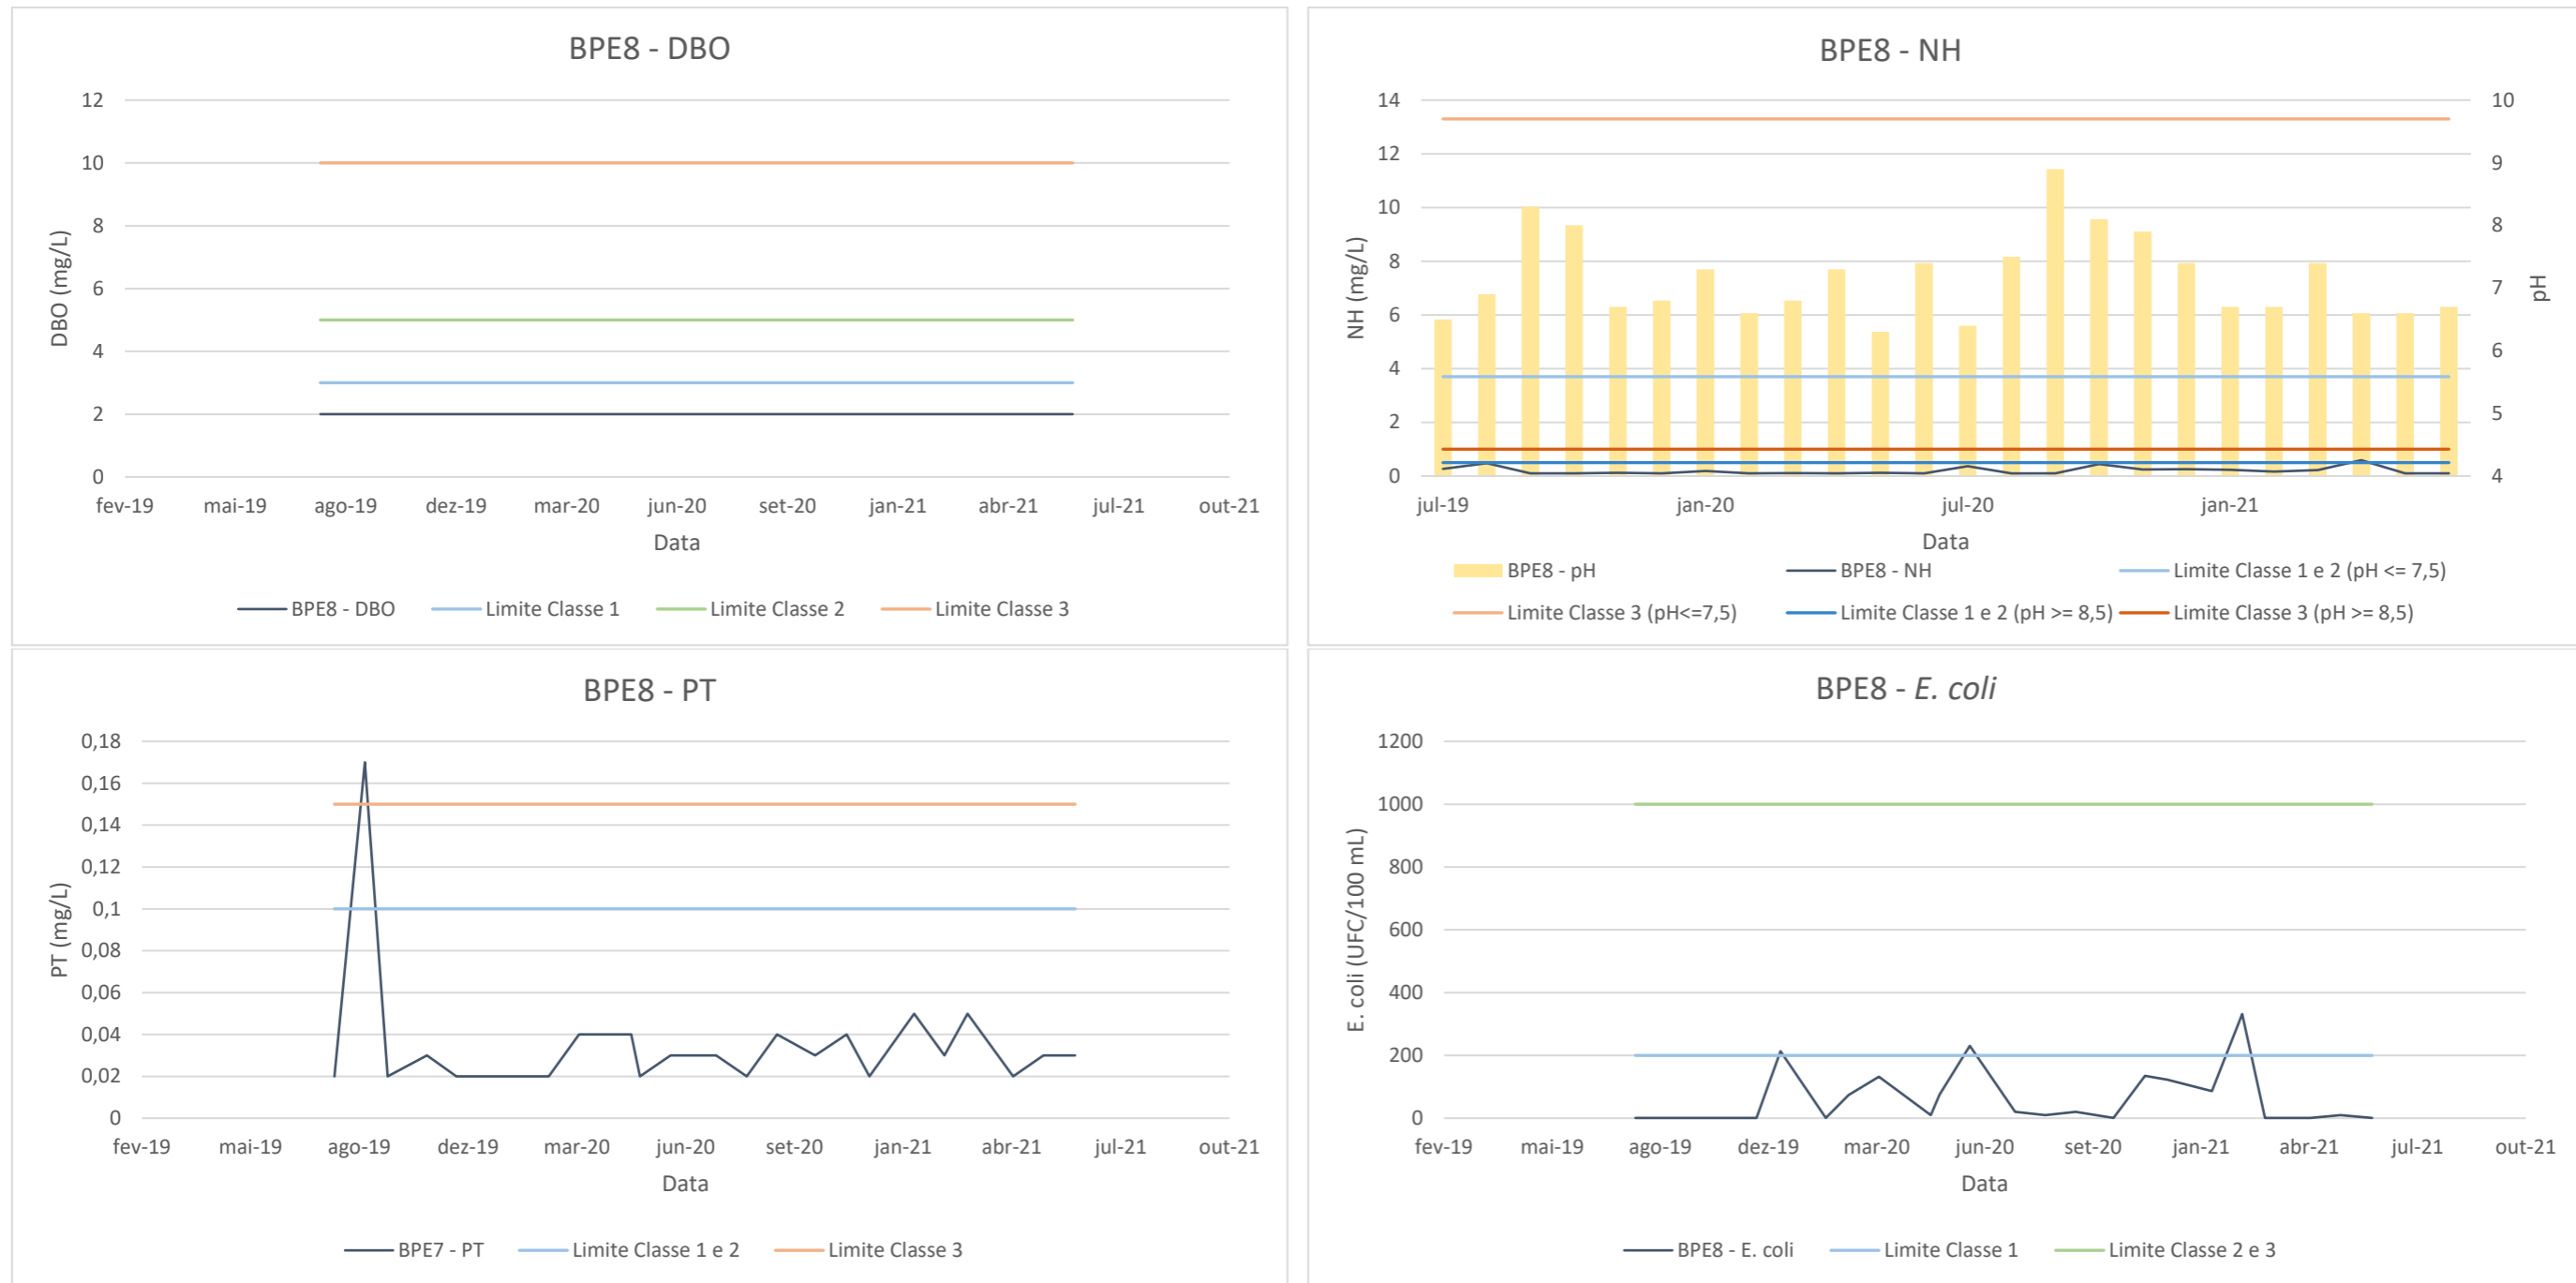 BPE8 - DBO
12
10
8
6
4
2
0
DBO (mg/L)
fev-19 mai-19 ago-19 dez-19 mar-20 jun-20 set-20 jan-21 abr-21 jul-21 out-21
Data
BPE8 - DBO Limite Classe 1 Limite Classe 2 Limite Classe 3
BPE8 - NH
14
12
10
8
6
4
2
0
NH (mg/L)
10
9
8
7
6
5
4
pH
jul-19 jan-20 jul-20 jan-21
Data
BPE8 - pH BPE8 - NH Limite Classe 1 e 2 (pH <= 7,5)
Limite Classe 3 (pH<=7,5) Limite Classe 1 e 2 (pH >= 8,5) Limite Classe 3 (pH >= 8,5)
BPE8 - PT
0,18
0,16
0,14
0,12
0,1
0,08
0,06
0,04
0,02
0
PT (mg/L)
fev-19 mai-19 ago-19 dez-19 mar-20 jun-20 set-20 jan-21 abr-21 jul-21 out-21
Data
BPE7 - PT Limite Classe 1 e 2 Limite Classe 3
BPE8 - E. coli
1200
1000
800
600
400
200
0
E. coli (UFC/100 mL)
fev-19 mai-19 ago-19 dez-19 mar-20 jun-20 set-20 jan-21 abr-21 jul-21 out-21
Data
BPE8 - E. coli Limite Classe 1 Limite Classe 2 e 3